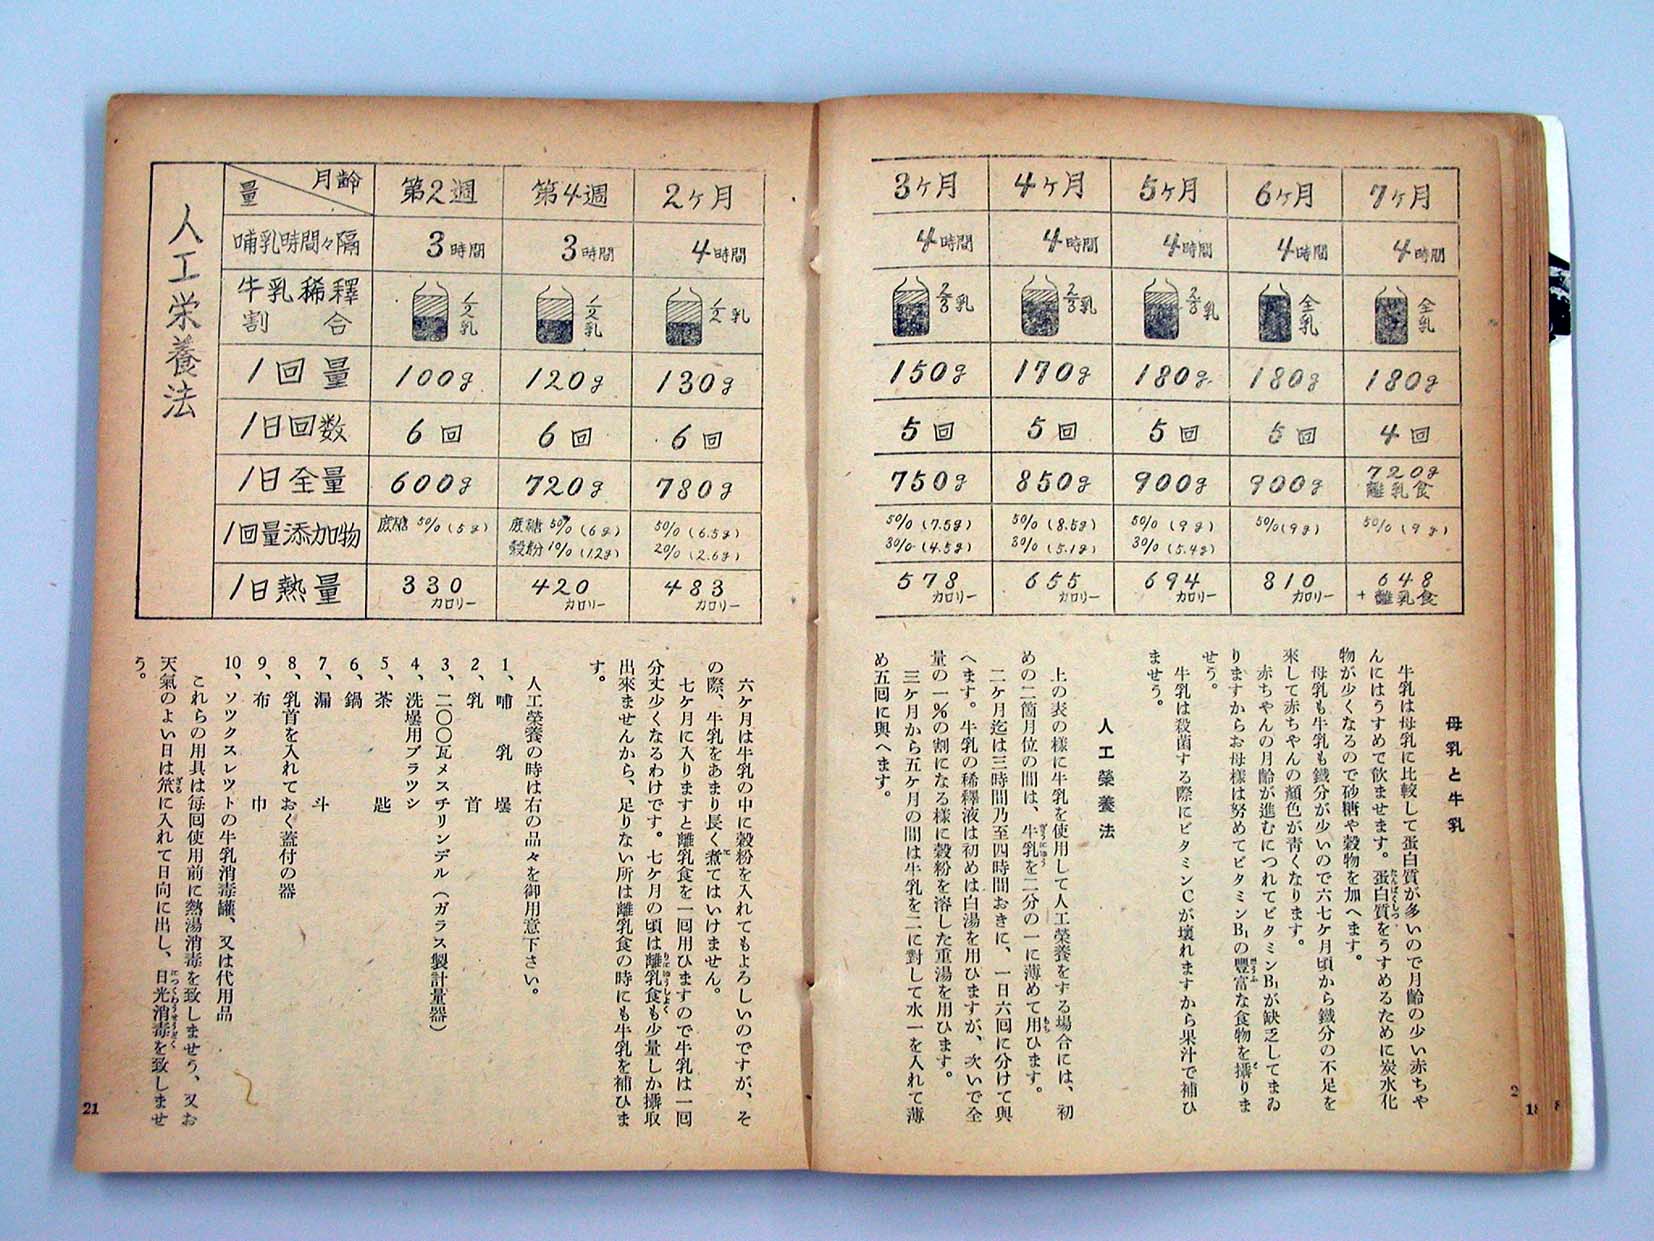 人工栄養法
月齢 量 第2週 第4週 2ヶ月 3ヶ月 4ヶ月 5ヶ月 6ヶ月 7ヶ月
哺乳時間々隔 3時間 3時間 4時間 4時間 4時間 4時間 4時間 4時間
牛乳稀釋割合 1/2乳 1/2乳 1/2乳 2/3乳 2/3乳 2/3乳 全乳 全乳
1回量 100g 120g 130g 150g 170g 180g 180g 180g
1日回数 6回 6回 6回 5回 5回 5回 5回 4回
1日全量 600g 720g 780g 750g 850g 900g 900g 720g 離乳食
1回量添加物 蔗糖 5%(5g) 蔗糖 5%(6g) 5%(6.5g) 5%(7.5g) 5%(8.5g) 5%(9g) 5%(9g) 5%(9g)
穀粉 1%(1.2g) 2%(2.6g) 3%(4.5g) 3%(5.1g) 3%(5.4g)
1日熱量 330カロリー 420カロリー 483カロリー 578カロリー 655カロリー 694カロリー 810カロリー 648+離乳食
母乳と牛乳
牛乳は母乳に比較して蛋白質が多いので月齢の少い赤ちや
んにはうすめて飲ませます。蛋白質をうすめるために炭水化
物が少くなるので砂糖や穀物を加へます。
母乳も牛乳も鐵分が少いので六七ケ月頃から鐵分の不足を
來して赤ちやんの顏色が靑くなります。
赤ちやんの月齢が進むにつれてビタミンB₁が缺乏してまゐ
りますからお母樣は努めてビタミンB₁の豐富な食物を攝りま
せう。
牛乳は殺菌する際にビタミンCが壞れますから果汁で補ひ
ませう。
人工榮養法
上の表の樣に牛乳を使用して人工榮養をする場合には、初
めの二箇月位の間は、牛乳を二分の一に薄めて用ひます。
二ケ月迄は三時間乃至四時間おきに、一日六回に分けて與
へます。牛乳の稀釋液は初めは白湯を用ひますが、次いで全
量の一%の割になる樣に穀粉を溶した重湯を用ひます。
三ケ月から五ケ月の間は牛乳を二に對して水一を入れて薄
め五回に與へます。
六ケ月は牛乳の中に穀粉を入れてもよろしいのですが、そ
の際、牛乳をあまり長く煮てはいけません。
七ケ月に入りますと離乳食を一回用ひますので牛乳は一回
分丈少くなるわけです。七ケ月の頃は離乳食も少量しか攝取
出來ませんから、足りない所は離乳食の時にも牛乳を補ひま
す。
人工榮養の時は右の品々を御用意下さい。
1、哺乳壜
2、乳首
3、二〇〇瓦メスチリンデル(ガラス製計量器)
4、洗壜用ブラツシ
5、茶匙
6、鍋
7、漏斗
8、乳首を入れておく蓋付の器
9、布巾
10、ソツクスレツトの牛乳消毒罐、又は代用品
これらの用具は每回使用前に熱湯消毒を致しませう、又お
天氣のよい日は笊に入れて日向に出し、日光消毒を致しませ
う。
21
2
18